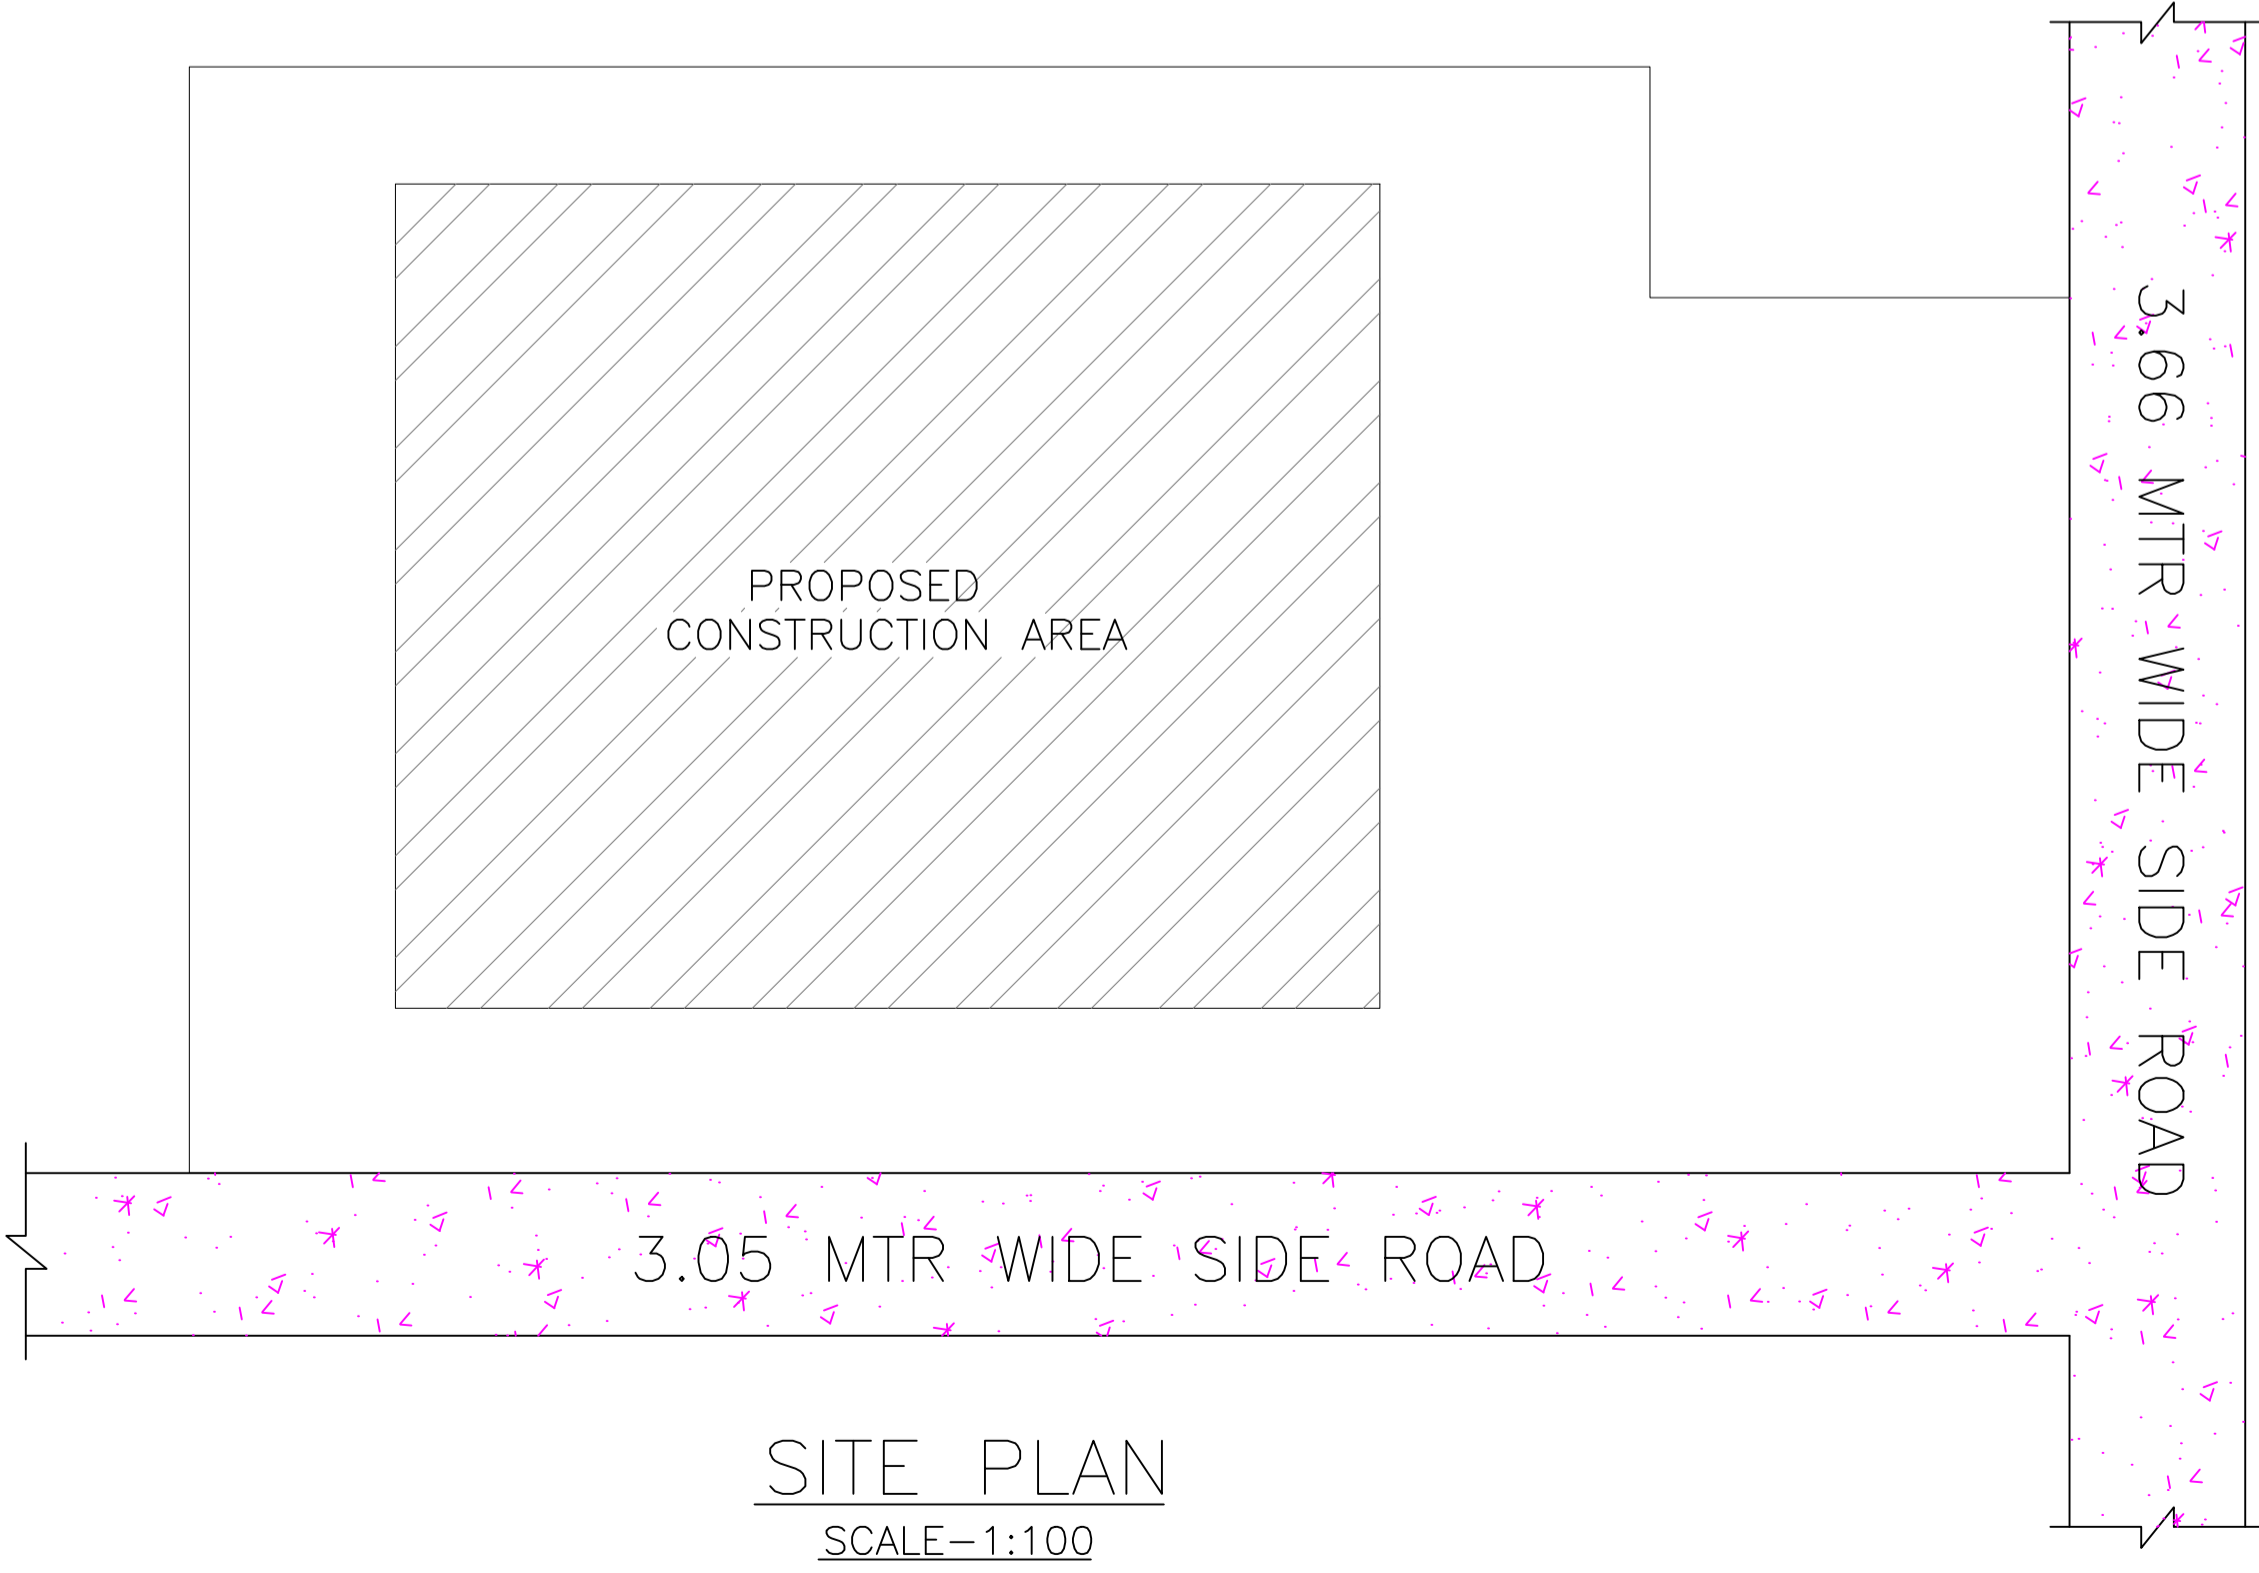 PROPOSED
CONSTRUCTION AREA
3.66 MTR WIDE SIDE ROAD
3.05 MTR WIDE SIDE ROAD
SITE PLAN
SCALE-1:100